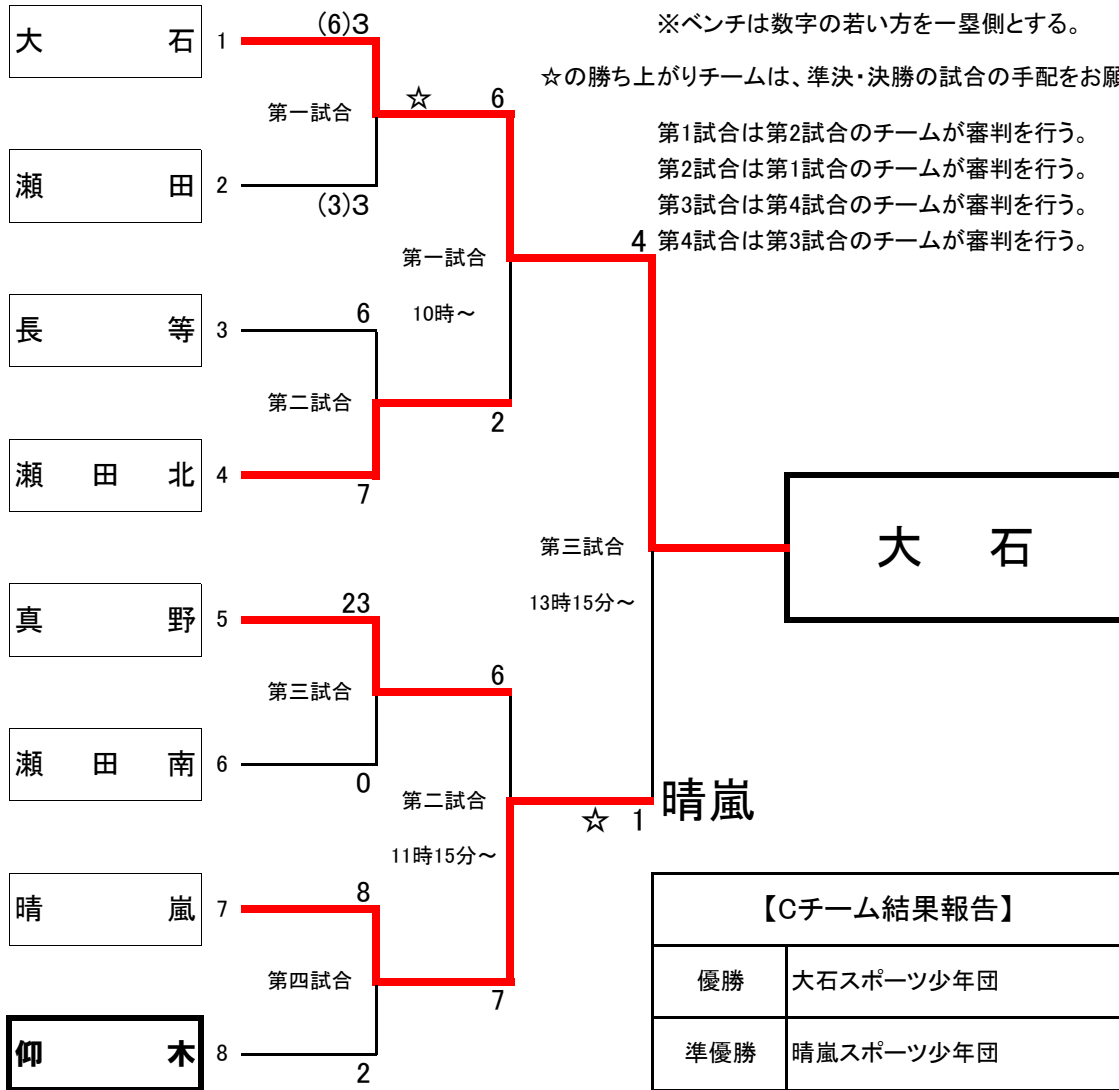 ※ベンチは数字の若い方を一塁側とする。
☆の勝ち上がりチームは、準決・決勝の試合の手配をお願
第1試合は第2試合のチームが審判を行う。
第2試合は第1試合のチームが審判を行う。
第3試合は第4試合のチームが審判を行う。
第4試合は第3試合のチームが審判を行う。
大石 1 (6)3
第一試合 ☆ 6
瀬田 2 (3)3
第一試合 4
10時～
長等 3 6
第二試合 2
瀬田北 4 7
第三試合
13時15分～
大石
真野 5 23
第三試合 6
瀬田南 6 0
第二試合 ☆ 1 晴嵐
11時15分～
晴嵐 7 8
第四試合 7
仰木 8 2
【Cチーム結果報告】
優勝 大石スポーツ少年団
準優勝 晴嵐スポーツ少年団